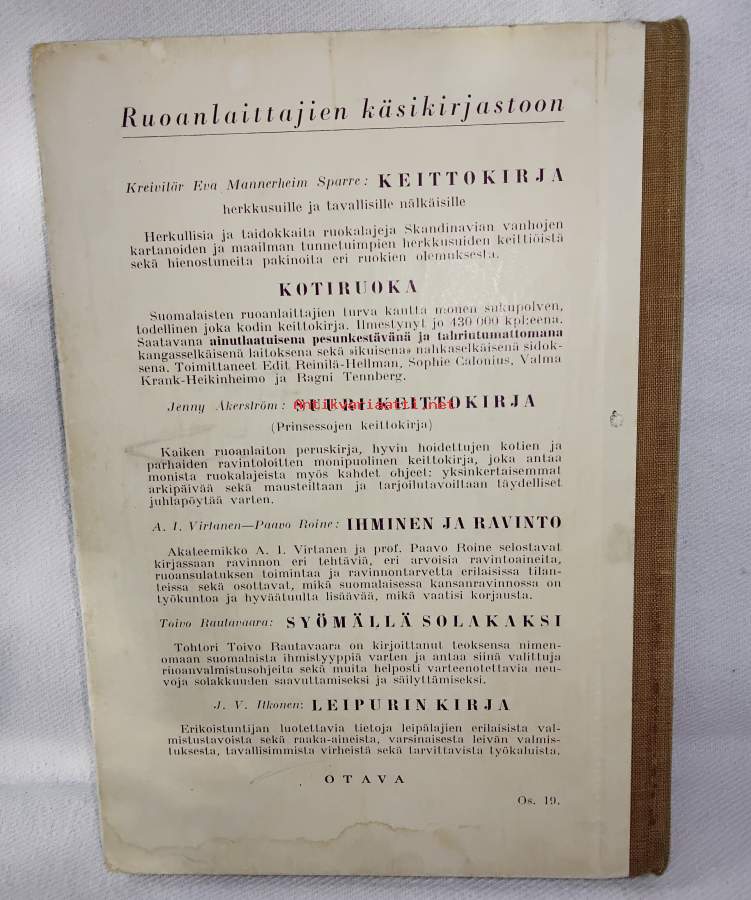 Ruoanlaittajien käsikirjastoon
Kreivitär Eva Mannerheim Sparre: KEITTOKIRJA
herkkusuille ja tavallisille nälkäisille
Herkullisia ja taidokkaita ruokalajeja Skandinavian vanhojen
kartanoiden ja maailman tunnetuimpien herkkusuiden keittiöistä
sekä hienostuneita pakinoita eri ruokien olemuksesta.
KOTIRUOKA
Suomalaisten ruoanlaittajien turva kautta monen sukupolven,
todellinen joka kodin keittokirja. Ilmestynyt jo 430 000 kpl:eena.
Saatavana ainutlaatuisena pesunkestävänä ja tahriutumattomana
kangasselkäisenä laitoksena sekä »ikuisena» nahkaselkäisenä sidok-
sena. Toimittaneet Edit Reinilä-Hellman, Sophie Calonius, Valma
Krank-Heikinheimo ja Ragni Tennberg.
Jenny Åkerström: SUURI KEITTOKIRJA
Antikvariaatti.net
(Prinsessojen keittokirja)
Kaiken ruoanlaiton peruskirja, hyvin hoidettujen kotien ja
parhaiden ravintoloitten monipuolinen keittokirja, joka antaa
monista ruokalajeista myös kahdet ohjeet: yksinkertaisemmat
arkipäivää sekä mausteiltaan ja tarjoilutavoiltaan täydelliset
juhlapöytää varten.
A. I. Virtanen—Paavo Roine: IHMINEN JA RAVINTO
Akateemikko A. I. Virtanen ja prof. Paavo Roine selostavat
kirjassaan ravinnon eri tehtäviä, eri arvoisia ravintoaineita,
ruoansulatuksen toimintaa ja ravinnontarvetta erilaisissa tilan-
teissa sekä osottavat, mikä suomalaisessa kansanravinnossa on
työkuntoa ja hyväätuulta lisäävää, mikä vaatisi korjausta.
Toivo Rautavaara: SYÖMÄLLÄ SOLAKAKSI
Tohtori Toivo Rautavaara on kirjoittanut teoksensa nimen-
omaan suomalaista ihmistyyppiä varten ja antaa siinä valittuja
ruoanvalmistusohjeita sekä muita helposti varteenotettavia neu-
voja solakkuuden saavuttamiseksi ja säilyttämiseksi.
J. V. Ilkonen: LEIPURIN KIRJA
Erikoistuntijan luotettavia tietoja leipälajien erilaisista val-
mistustavoista sekä raaka-aineista, varsinaisesta leivän valmis-
tuksesta, tavallisimmista virheistä sekä tarvittavista työkaluista.
OTAVA
Os. 19.